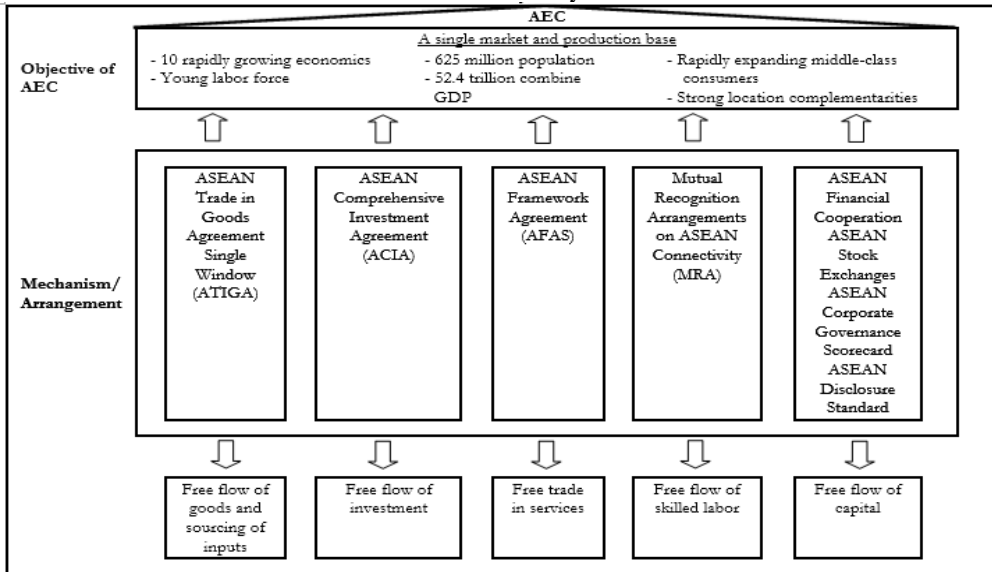 AEC
A single market and production base
Objective of
AEC
- 10 rapidly growing economics
- Young labor force
- 625 million population
- 52.4 trillion combine
GDP
- Rapidly expanding middle-class
consumers
- Strong location complementarities
Mechanism/
Arrangement
ASEAN
Trade in
Goods
Agreement
Single
Window
(ATIGA)
ASEAN
Comprehensive
Investment
Agreement
(ACIA)
ASEAN
Framework
Agreement
(AFAS)
Mutual
Recognition
Arrangements
on ASEAN
Connectivity
(MRA)
ASEAN
Financial
Cooperation
ASEAN
Stock
Exchanges
ASEAN
Corporate
Governance
Scorecard
ASEAN
Disclosure
Standard
Free flow of
goods and
sourcing of
inputs
Free flow of
investment
Free trade
in services
Free flow of
skilled labor
Free flow of
capital